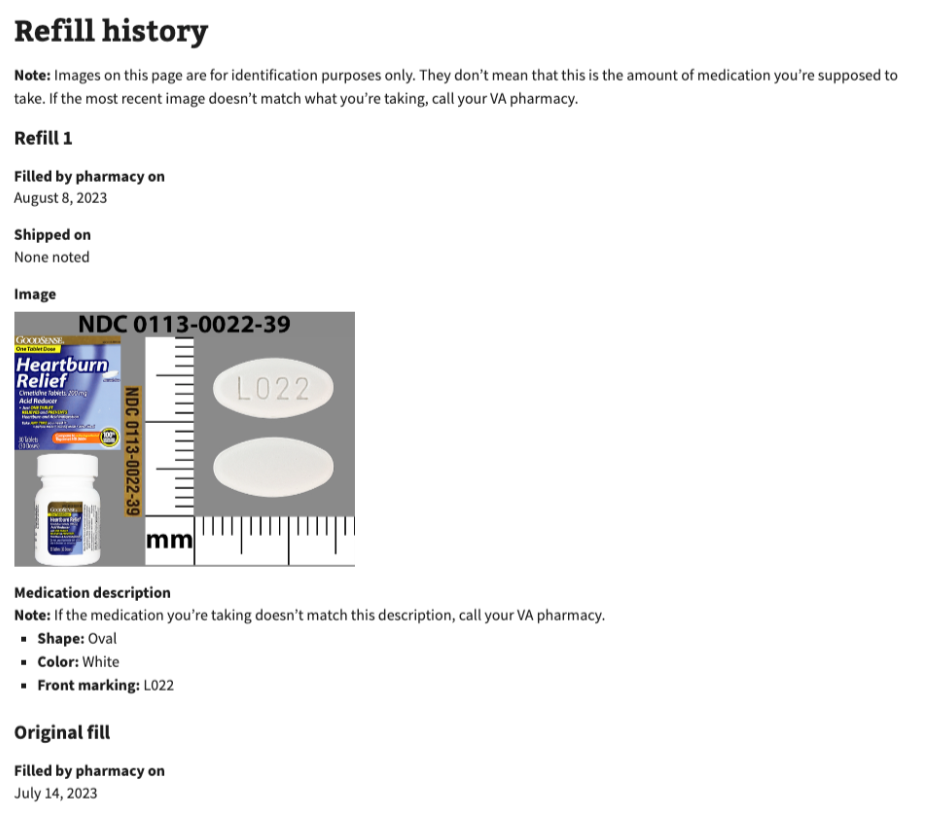 Refill history
Note: Images on this page are for identification purposes only. They don’t mean that this is the amount of medication you’re supposed to
take. If the most recent image doesn’t match what you’re taking, call your VA pharmacy.
Refill 1
Filled by pharmacy on
August 8, 2023
Shipped on
None noted
Image
NDC 0113-0022-39
GOODSENSE
One Tablet Dose
Heartburn
Relief
Cimetidine Tablets, 200 mg
Acid Reducer
30 Tablets
100%
NDC 0113-0022-39
L022
mm
Medication description
Note: If the medication you’re taking doesn’t match this description, call your VA pharmacy.
▪ Shape: Oval
▪ Color: White
▪ Front marking: L022
Original fill
Filled by pharmacy on
July 14, 2023